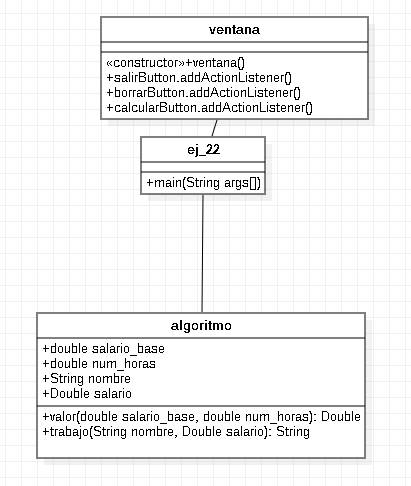 ventana
«constructor»+ventana()
+salirButton.addActionListener()
+borrarButton.addActionListener()
+calcularButton.addActionListener()
ej_22
+main(String args[])
algoritmo
+double salario_base
+double num_horas
+String nombre
+Double salario
+valor(double salario_base, double num_horas): Double
+trabajo(String nombre, Double salario): String